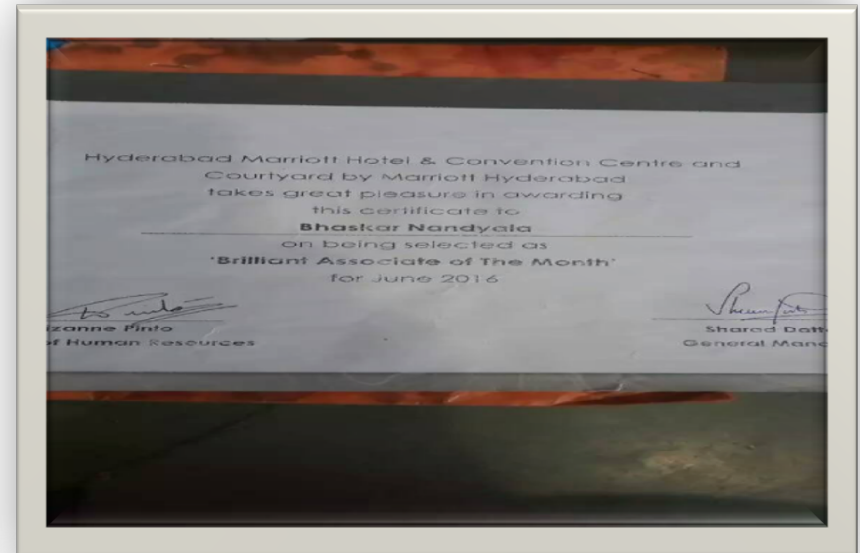 Hyderabad Marriott Hotel & Convention Centre and
Courtyard by Marriott Hyderabad
takes great pleasure in awarding
this certificate to
Bhaskar Nandyala
on being selected as
'Brilliant Associate of The Month'
for June 2016
izanne Pinto
of Human Resources
Sharad Datt
General Mana